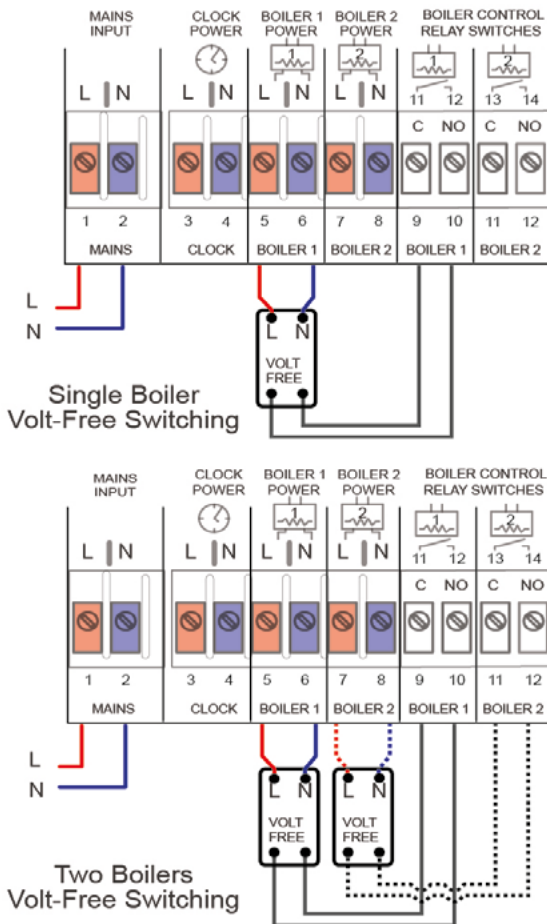 MAINS INPUT CLOCK POWER BOILER 1 POWER BOILER 2 POWER BOILER CONTROL RELAY SWITCHES
1 2 1 2
L N L N L N L N 11 12 13 14
C NO C NO
1 2 3 4 5 6 7 8 9 10 11 12
MAINS CLOCK BOILER 1 BOILER 2 BOILER 1 BOILER 2
L
N
L N
VOLT
FREE
Single Boiler
Volt-Free Switching
MAINS INPUT CLOCK POWER BOILER 1 POWER BOILER 2 POWER BOILER CONTROL RELAY SWITCHES
1 2 1 2
L N L N L N L N 11 12 13 14
C NO C NO
1 2 3 4 5 6 7 8 9 10 11 12
MAINS CLOCK BOILER 1 BOILER 2 BOILER 1 BOILER 2
L
N
L N L N
VOLT FREE VOLT FREE
Two Boilers
Volt-Free Switching